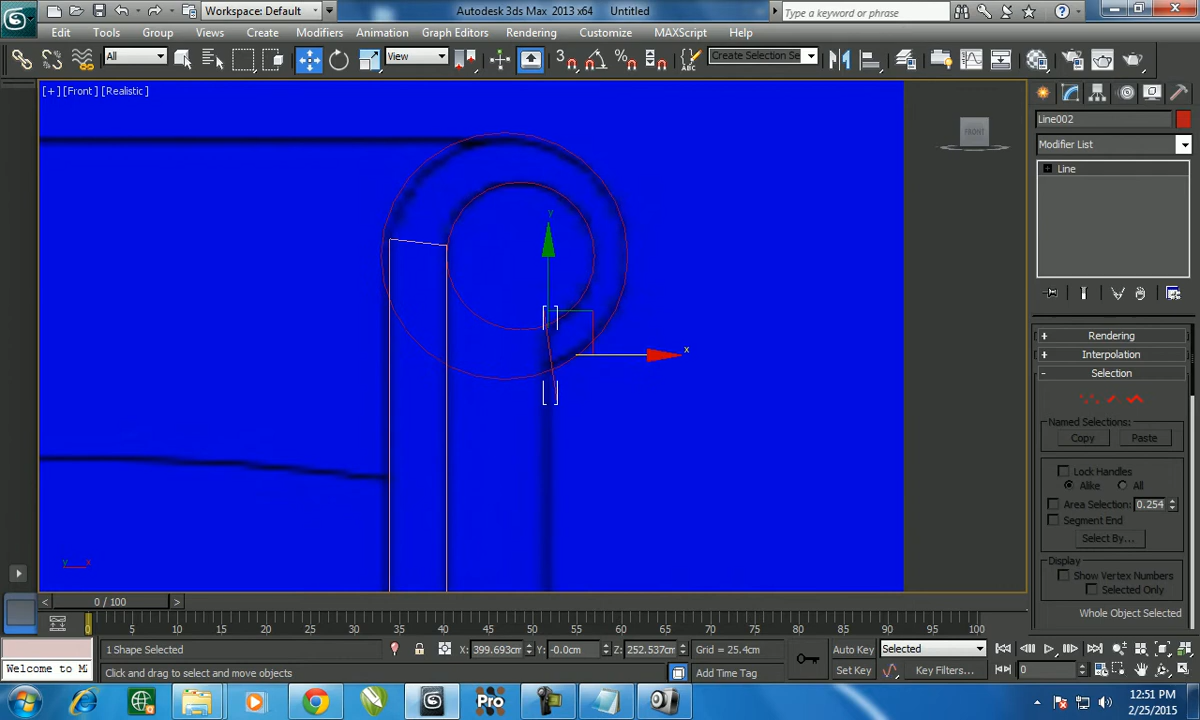 Workspace: Default
Autodesk 3ds Max 2013 x64
Untitled
Type a keyword or phrase
Edit Tools Group Views Create Modifiers Animation Graph Editors Rendering Customize MAXScript Help
All
View
3
Create Selection Se
[+] [Front] [Realistic]
FRONT
y
x
y x
Line002
Modifier List
Line
+ Rendering
+ Interpolation
- Selection
Named Selections:
Copy Paste
Lock Handles
Alike All
Area Selection: 0.254
Segment End
Select By...
Display
Show Vertex Numbers
Selected Only
Whole Object Selected
< 0 / 100 >
0 5 10 15 20 25 30 35 40 45 50 55 60 65 70 75 80 85 90 95 100
1 Shape Selected
X: 399.693cm Y: -0.0cm Z: 252.537cm Grid = 25.4cm
Auto Key Selected
Welcome to M
Click and drag to select and move objects
Add Time Tag
Set Key Key Filters...
0
Pro
12:51 PM
2/25/2015